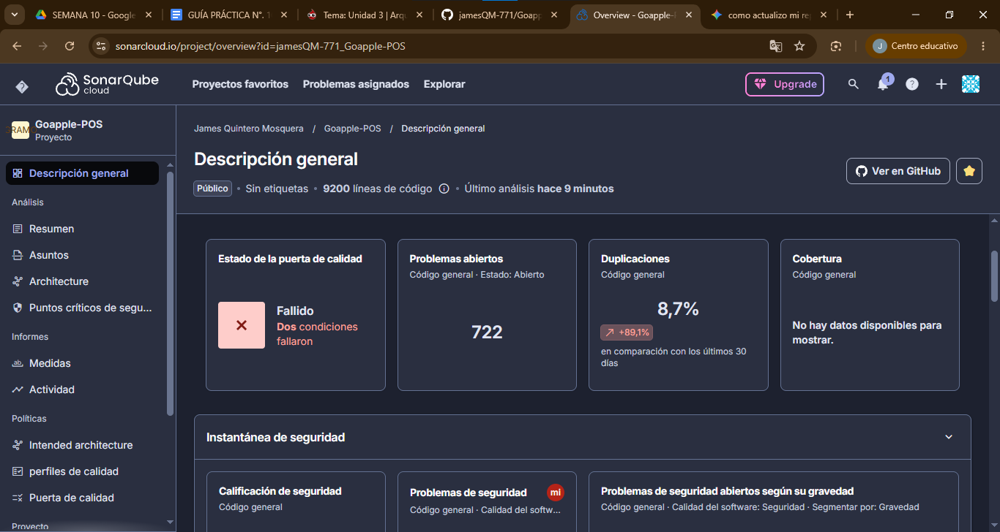 SEMANA 10 - Google
GUÍA PRÁCTICA N°. 1
Tema: Unidad 3 | Arqu
jamesQM-771/Goapp
Overview - Goapple-
como actualizo mi re
sonarcloud.io/project/overview?id=jamesQM-771_Goapple-POS
J Centro educativo
SonarQube
cloud
Proyectos favoritos
Problemas asignados
Explorar
Upgrade
1
Goapple-POS
Proyecto
Descripción general
Análisis
Resumen
Asuntos
Architecture
Puntos críticos de segu...
Informes
Medidas
Actividad
Políticas
Intended architecture
perfiles de calidad
Puerta de calidad
Proyecto
James Quintero Mosquera / Goapple-POS / Descripción general
Descripción general
Público • Sin etiquetas • 9200 líneas de código • Último análisis hace 9 minutos
Ver en GitHub
Estado de la puerta de calidad
Fallido
Dos condiciones
fallaron
Problemas abiertos
Código general · Estado: Abierto
722
Duplicaciones
Código general
8,7%
+89,1%
en comparación con los últimos 30
días
Cobertura
Código general
No hay datos disponibles para
mostrar.
Instantánea de seguridad
Calificación de seguridad
Código general
Problemas de seguridad
mi
Código general · Calidad del softw...
Problemas de seguridad abiertos según su gravedad
Código general · Calidad del software: Seguridad · Segmentar por: Gravedad